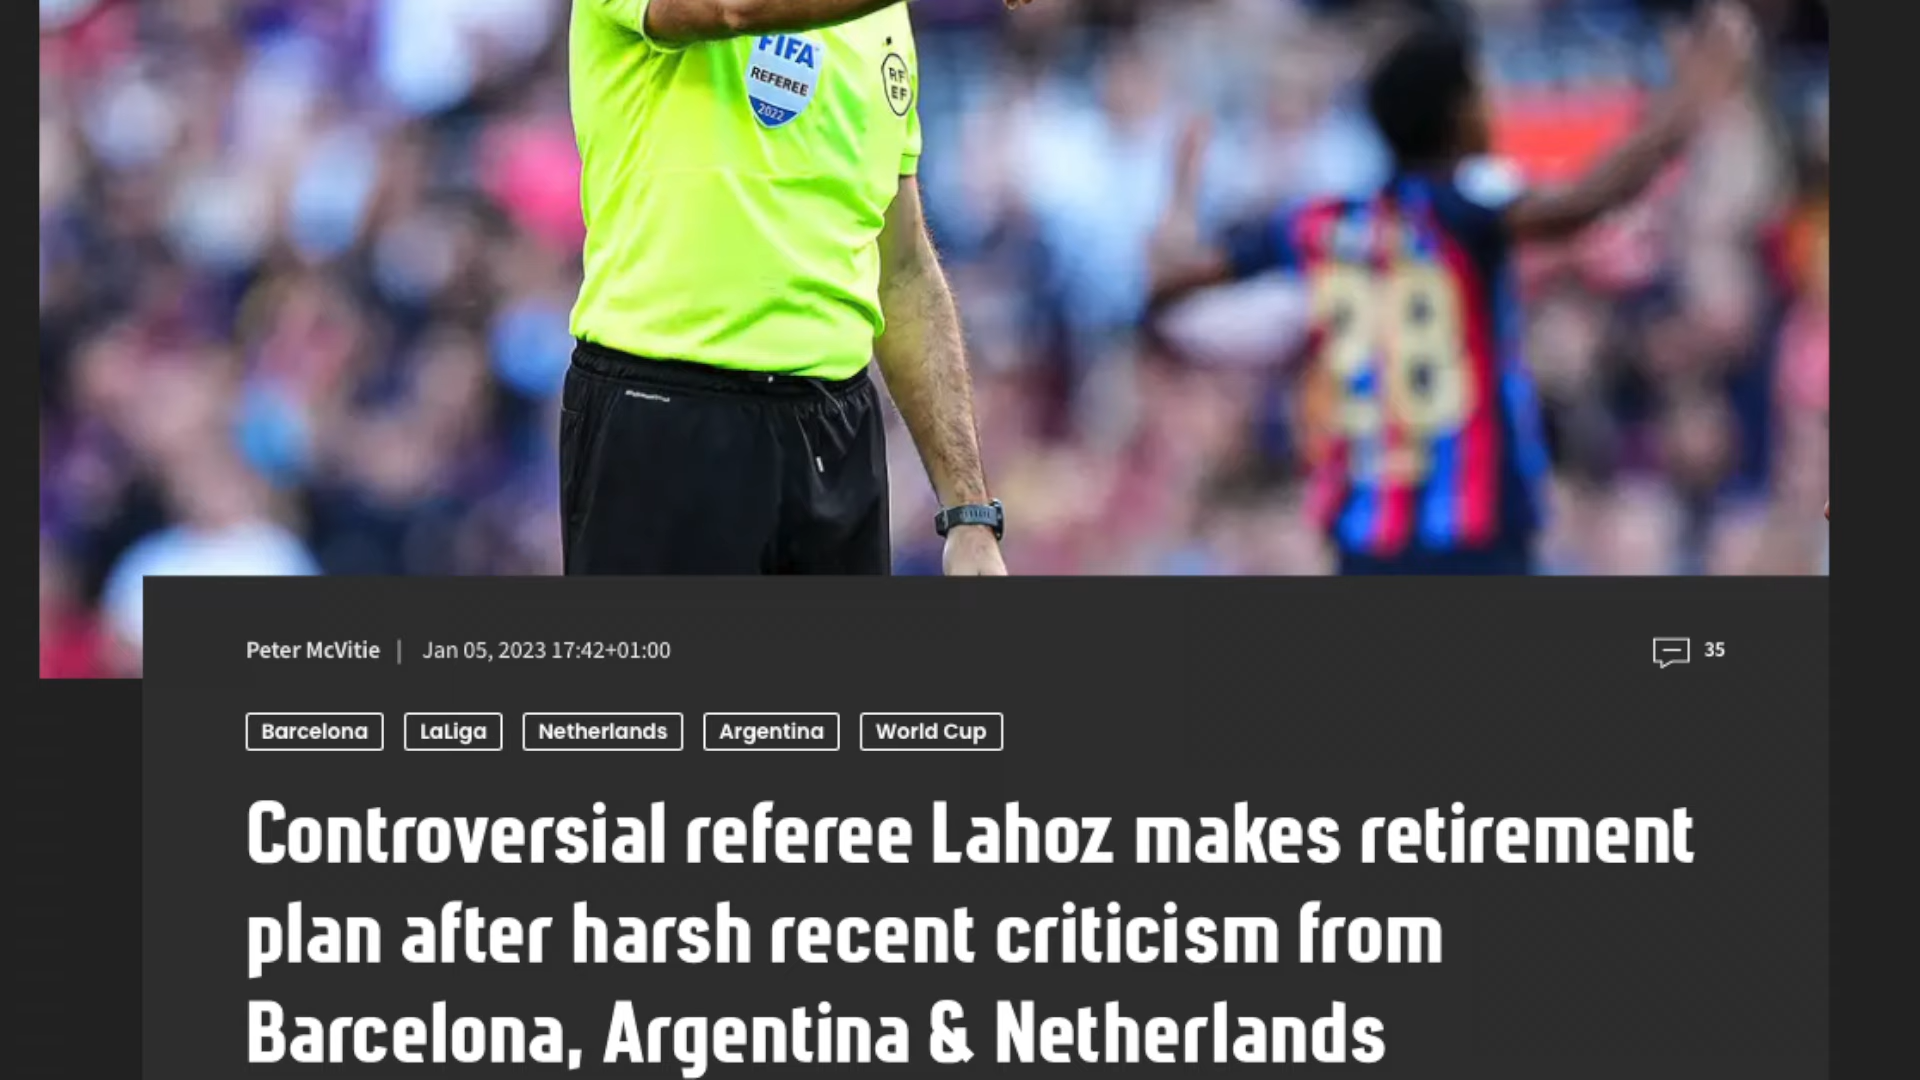 FIFA
REFEREE
2022
RF
EF
28
Peter McVitie | Jan 05, 2023 17:42+01:00
35
Barcelona LaLiga Netherlands Argentina World Cup
Controversial referee Lahoz makes retirement
plan after harsh recent criticism from
Barcelona, Argentina & Netherlands